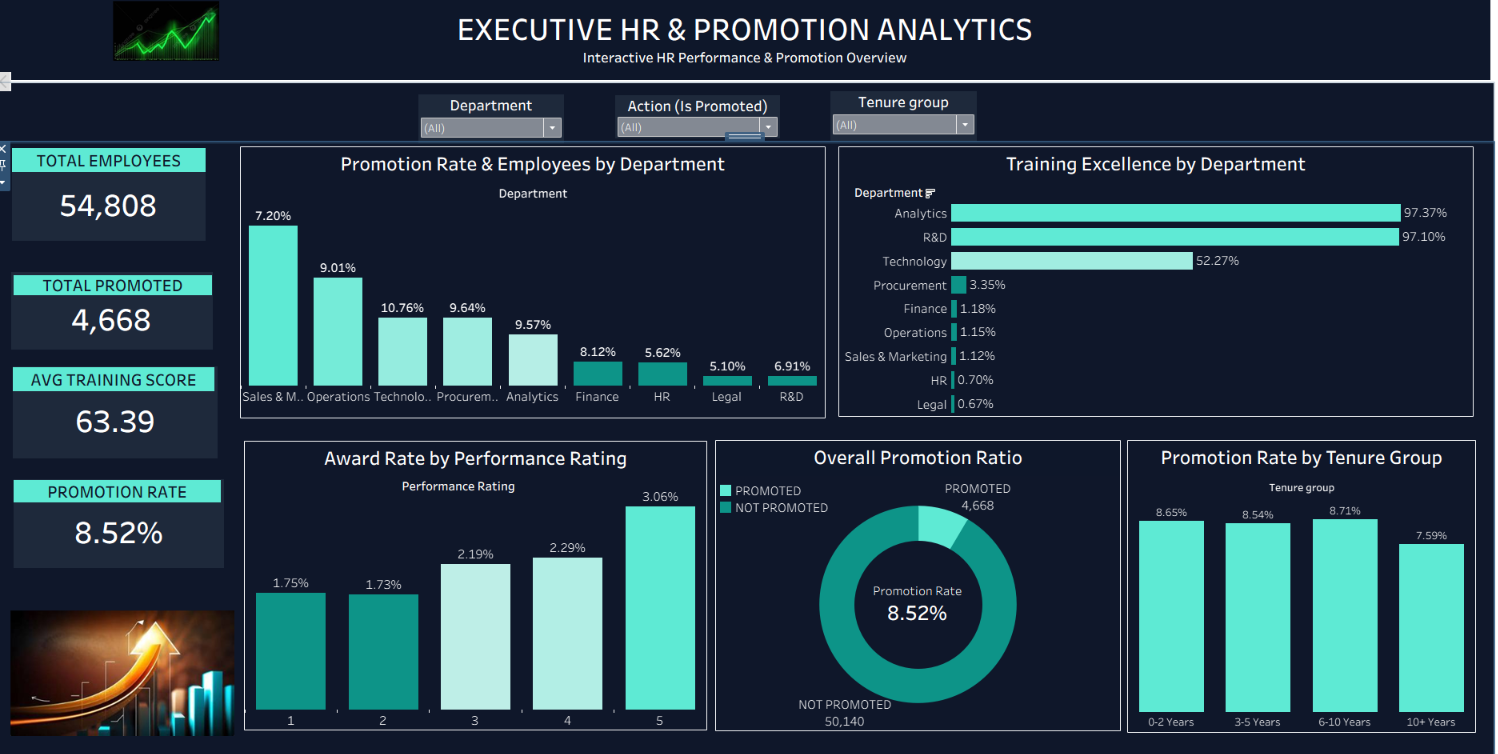 EXECUTIVE HR & PROMOTION ANALYTICS
Interactive HR Performance & Promotion Overview
Department
(All)
Action (Is Promoted)
(All)
Tenure group
(All)
TOTAL EMPLOYEES
54,808
TOTAL PROMOTED
4,668
AVG TRAINING SCORE
63.39
PROMOTION RATE
8.52%
Promotion Rate & Employees by Department
Department
7.20%
9.01%
10.76%
9.64%
9.57%
8.12%
5.62%
5.10%
6.91%
Sales & M.. Operations Technolo.. Procurem.. Analytics Finance HR Legal R&D
Training Excellence by Department
Department
Analytics 97.37%
R&D 97.10%
Technology 52.27%
Procurement 3.35%
Finance 1.18%
Operations 1.15%
Sales & Marketing 1.12%
HR 0.70%
Legal 0.67%
Award Rate by Performance Rating
Performance Rating
1.75%
1.73%
2.19%
2.29%
3.06%
1 2 3 4 5
Overall Promotion Ratio
PROMOTED
NOT PROMOTED
PROMOTED
4,668
Promotion Rate
8.52%
NOT PROMOTED
50,140
Promotion Rate by Tenure Group
Tenure group
8.65%
8.54%
8.71%
7.59%
0-2 Years 3-5 Years 6-10 Years 10+ Years